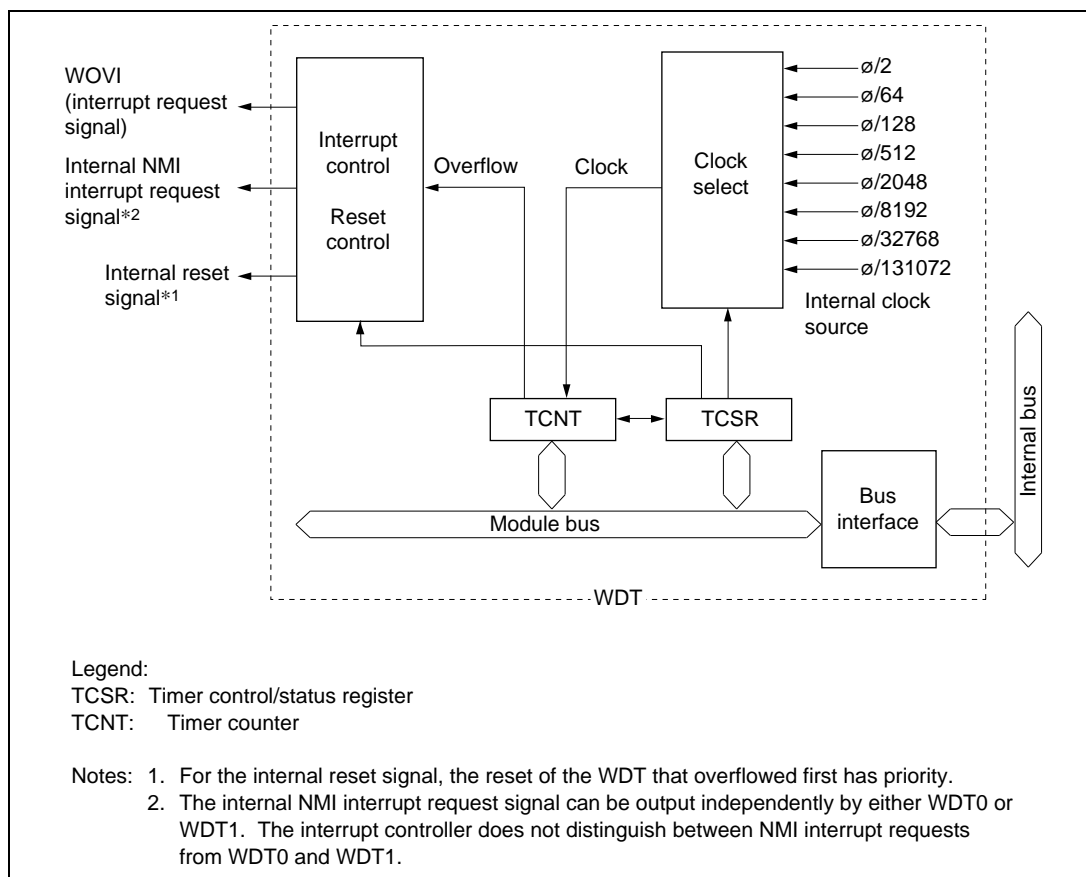 WOVI
(interrupt request
signal)
Internal NMI
interrupt request
signal*2
Internal reset
signal*1
Interrupt
control
Reset
control
Overflow
Clock
Clock
select
ø/2
ø/64
ø/128
ø/512
ø/2048
ø/8192
ø/32768
ø/131072
Internal clock
source
TCNT
TCSR
Module bus
Bus
interface
Internal bus
WDT
Legend:
TCSR: Timer control/status register
TCNT: Timer counter
Notes: 1. For the internal reset signal, the reset of the WDT that overflowed first has priority.
2. The internal NMI interrupt request signal can be output independently by either WDT0 or
WDT1. The interrupt controller does not distinguish between NMI interrupt requests
from WDT0 and WDT1.